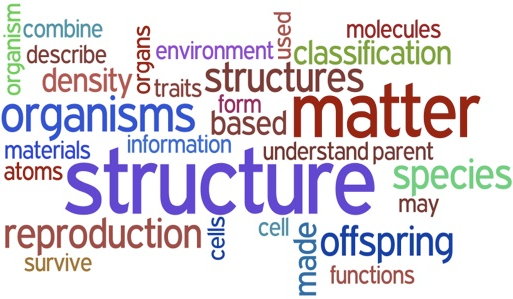 organism
combine
organs
used
molecules
environment
classification
describe
density
traits
structures
organisms
form
based
matter
materials
information
understand
parent
atoms
structure
species
may
reproduction
cells
cell
made
offspring
survive
functions